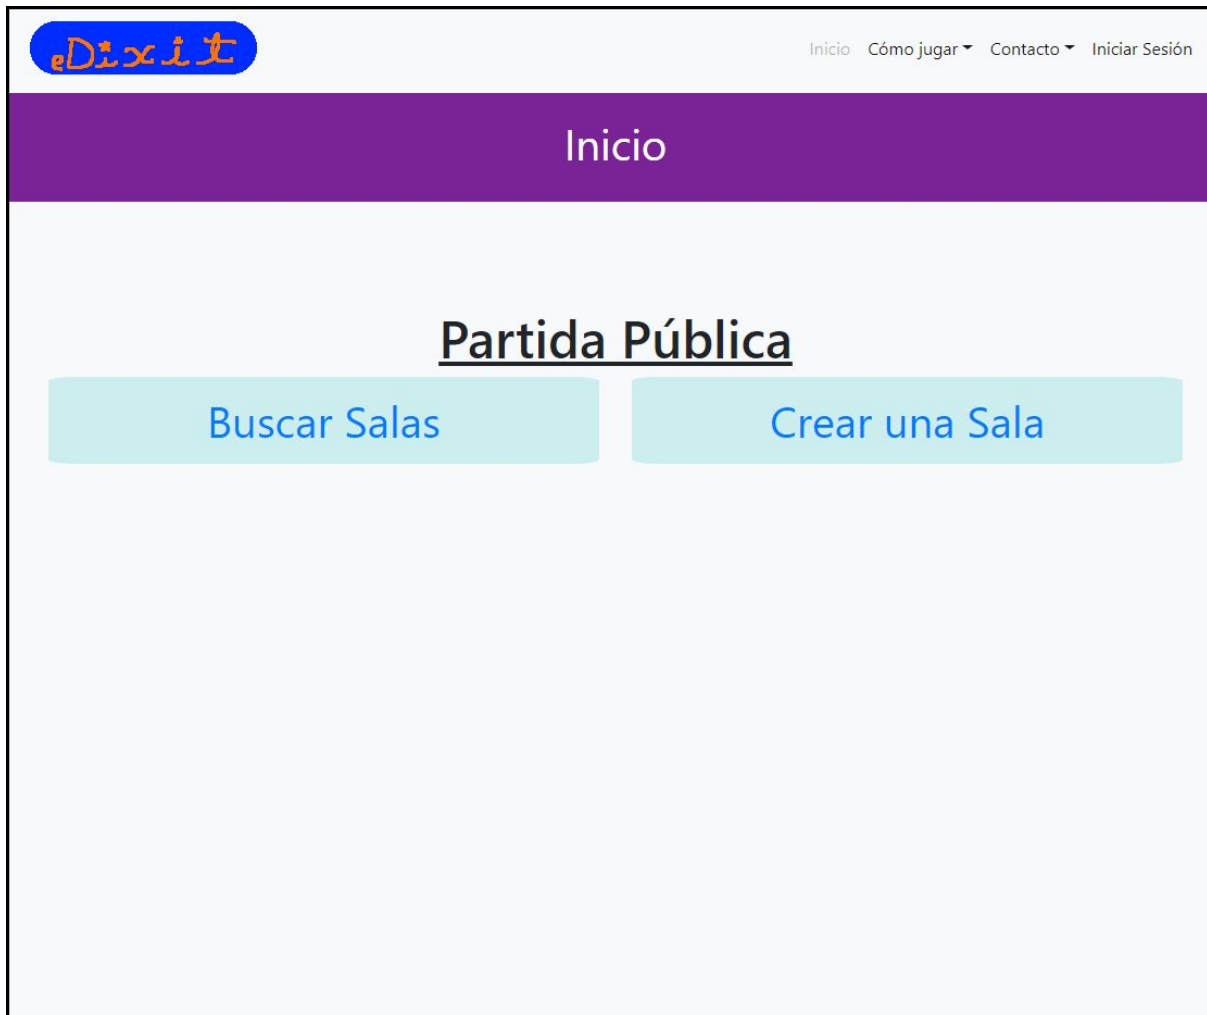 eDixit
Inicio Cómo jugar Contacto Iniciar Sesión
Inicio
Partida Pública
Buscar Salas Crear una Sala